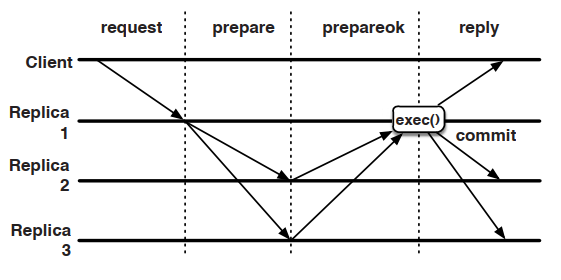 request prepare prepareok reply
Client
Replica
1
exec()
commit
Replica
2
Replica
3